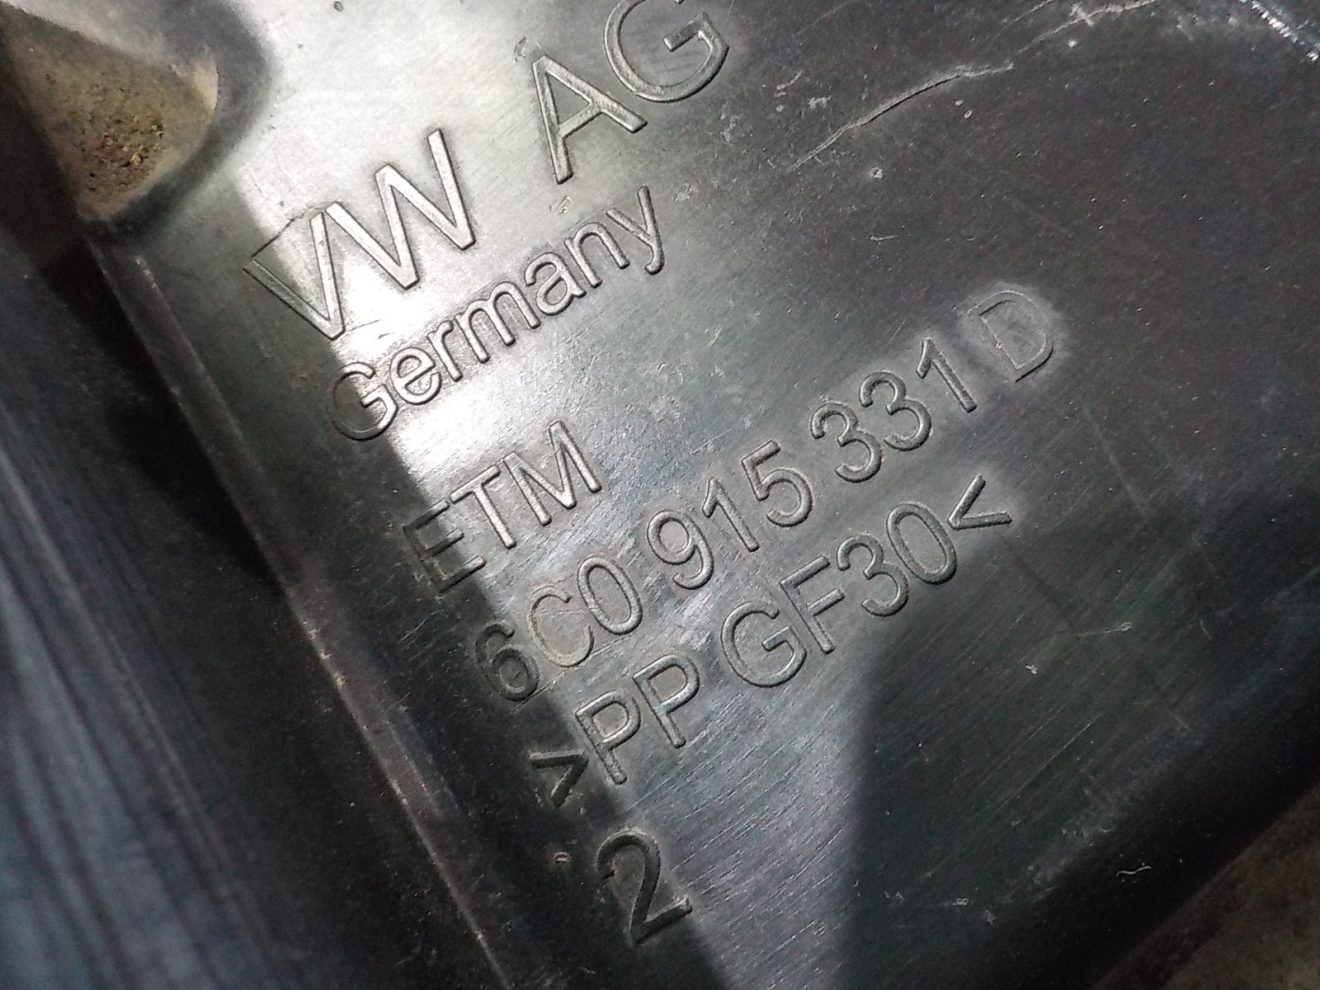 VW AG
Germany
ETM
6C0 915 331 D
>PP GF30<
2